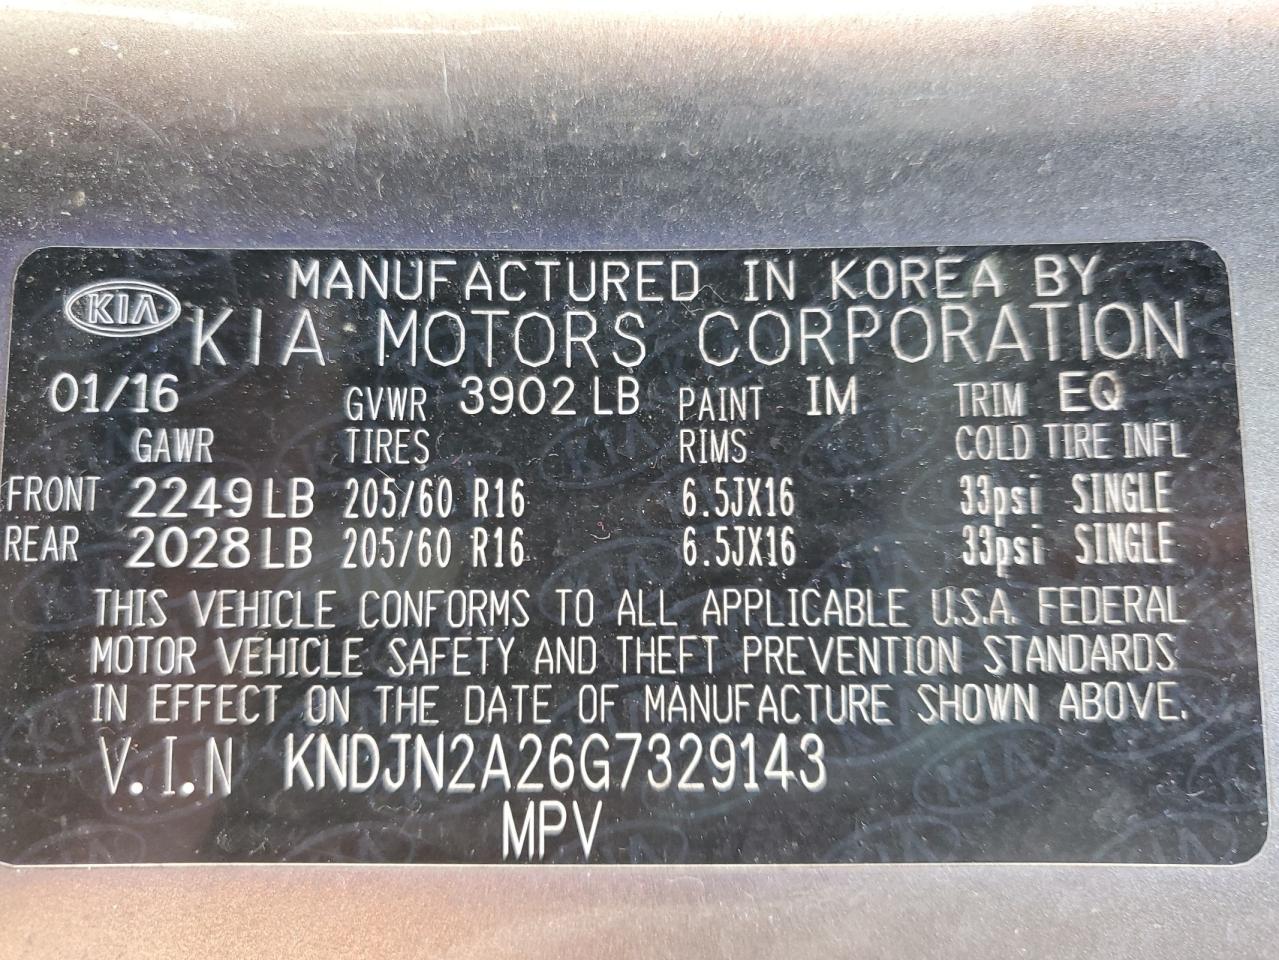 MANUFACTURED IN KOREA BY
KIA KIA MOTORS CORPORATION
01/16 GVWR 3902 LB PAINT IM TRIM EQ
GAWR TIRES RIMS COLD TIRE INFL
FRONT 2249 LB 205/60 R16 6.5JX16 33psi SINGLE
REAR 2028 LB 205/60 R16 6.5JX16 33psi SINGLE
THIS VEHICLE CONFORMS TO ALL APPLICABLE U.S.A. FEDERAL
MOTOR VEHICLE SAFETY AND THEFT PREVENTION STANDARDS
IN EFFECT ON THE DATE OF MANUFACTURE SHOWN ABOVE.
V.I.N KNDJN2A26G7329143
MPV